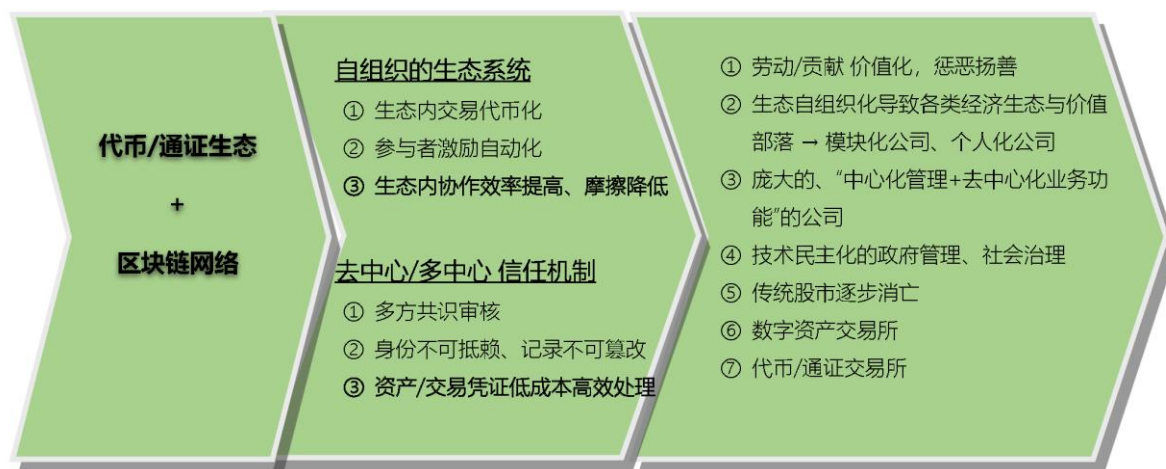 代币/通证生态
+
区块链网络
自组织的生态系统
① 生态内交易代币化
② 参与者激励自动化
③ 生态内协作效率提高、摩擦降低
去中心/多中心 信任机制
① 多方共识审核
② 身份不可抵赖、记录不可篡改
③ 资产/交易凭证低成本高效处理
① 劳动/贡献 价值化，惩恶扬善
② 生态自组织化导致各类经济生态与价值
部落 → 模块化公司、个人化公司
③ 庞大的、“中心化管理+去中心化业务功
能”的公司
④ 技术民主化的政府管理、社会治理
⑤ 传统股市逐步消亡
⑥ 数字资产交易所
⑦ 代币/通证交易所